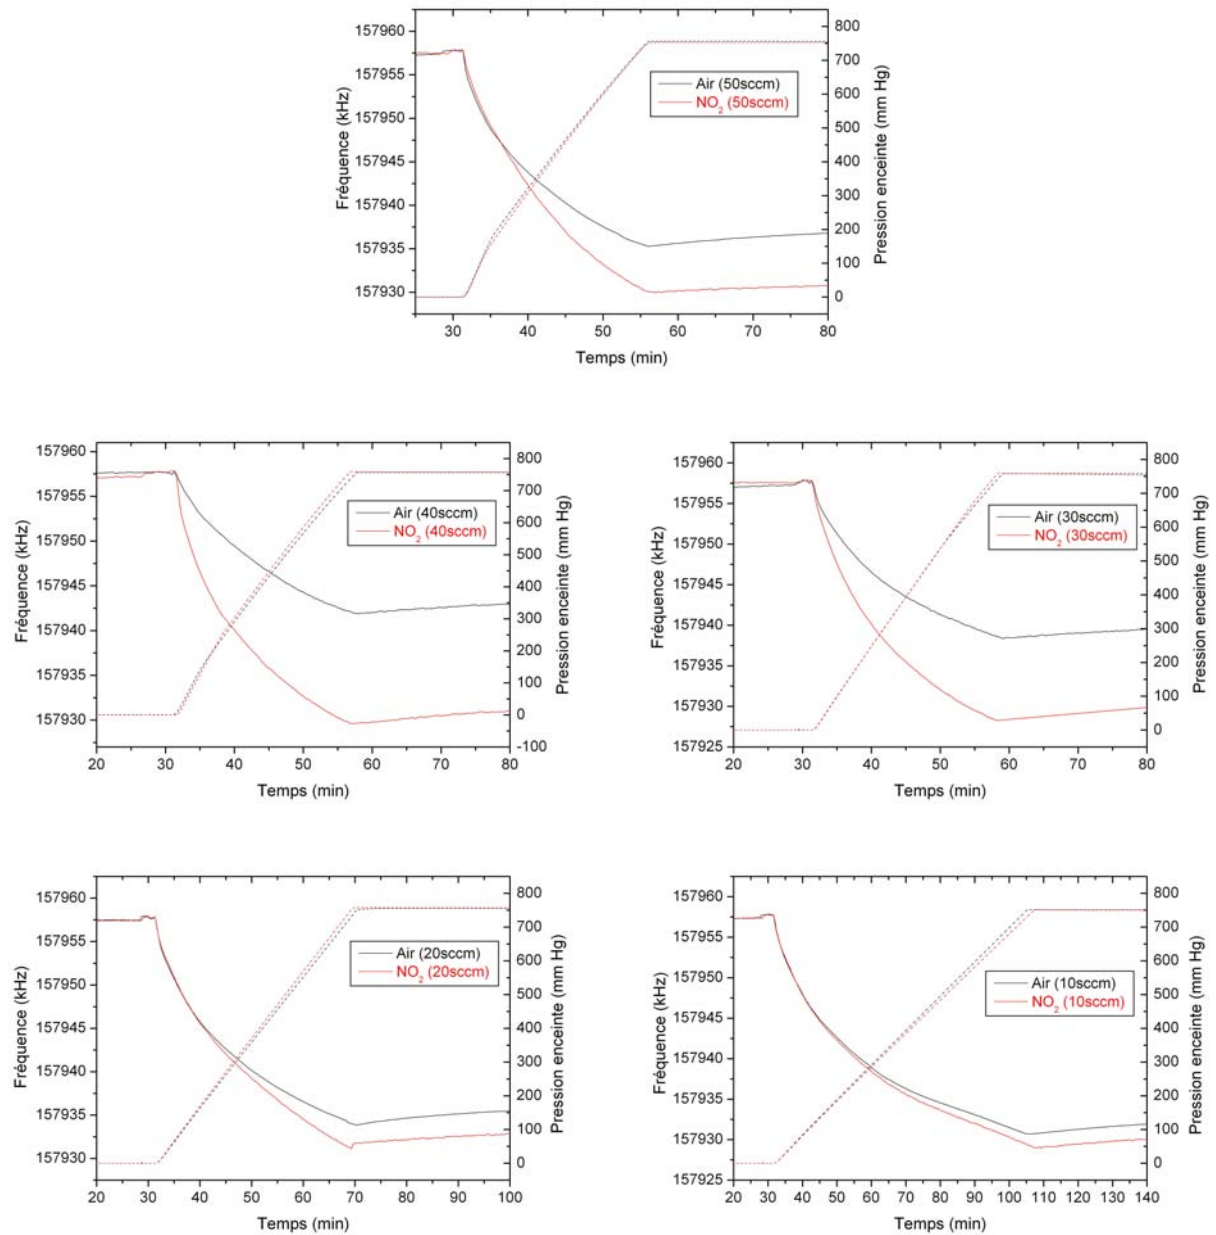 157960
157955
157950
157945
157940
157935
157930
Fréquence (kHz)
Air (50sccm)
NO2 (50sccm)
800
700
600
500
400
300
200
100
0
Pression enceinte (mm Hg)
30 40 50 60 70 80
Temps (min)
157960
157955
157950
157945
157940
157935
157930
Fréquence (kHz)
Air (40sccm)
NO2 (40sccm)
800
700
600
500
400
300
200
100
0
-100
Pression enceinte (mm Hg)
20 30 40 50 60 70 80
Temps (min)
157960
157955
157950
157945
157940
157935
157930
157925
Fréquence (kHz)
Air (30sccm)
NO2 (30sccm)
800
700
600
500
400
300
200
100
0
Pression enceinte (mm Hg)
20 30 40 50 60 70 80
Temps (min)
157960
157955
157950
157945
157940
157935
157930
Fréquence (kHz)
Air (20sccm)
NO2 (20sccm)
800
700
600
500
400
300
200
100
0
Pression enceinte (mm Hg)
20 30 40 50 60 70 80 90 100
Temps (min)
157960
157955
157950
157945
157940
157935
157930
157925
Fréquence (kHz)
Air (10sccm)
NO2 (10sccm)
800
700
600
500
400
300
200
100
0
Pression enceinte (mm Hg)
20 30 40 50 60 70 80 90 100 110 120 130 140
Temps (min)